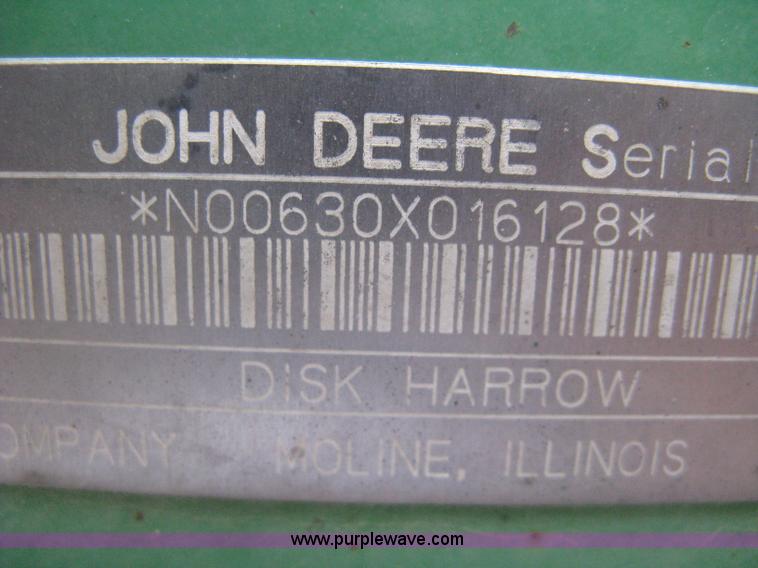 JOHN DEERE Serial
*N00630X016128*
DISK HARROW
OMPANY MOLINE, ILLINOIS
www.purplewave.com